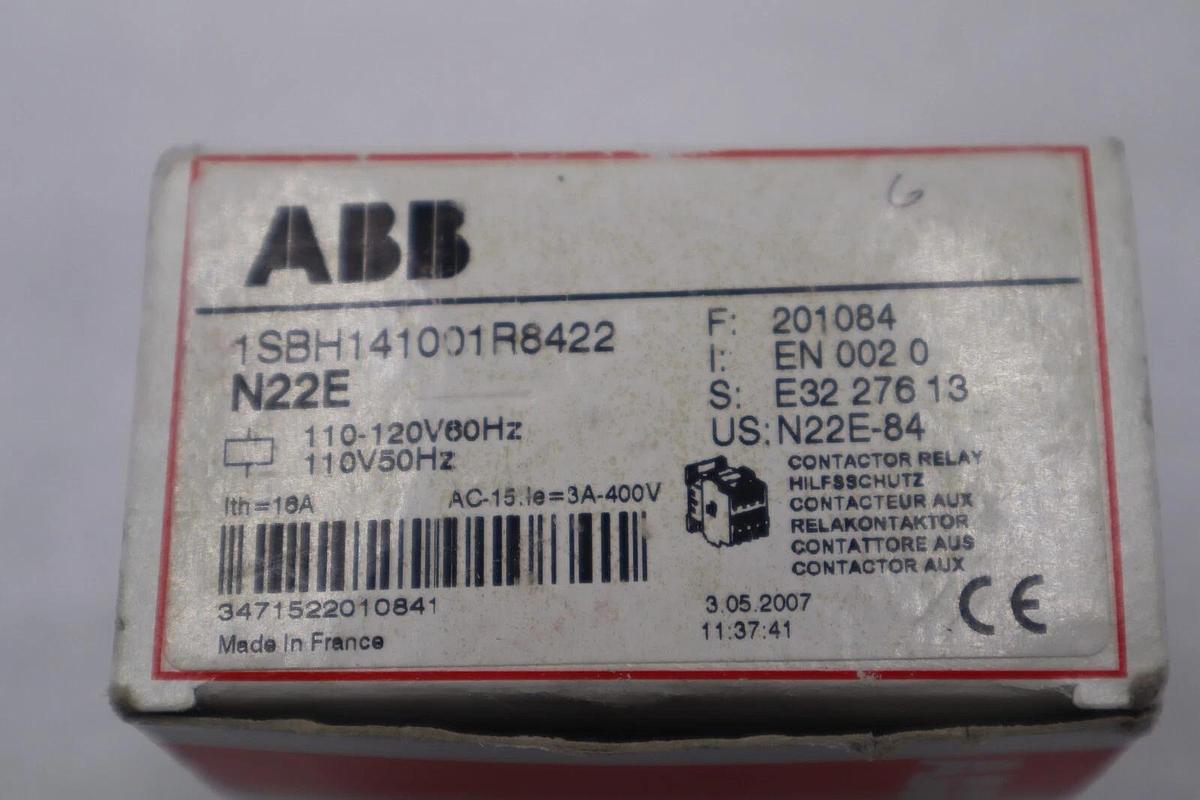 6
ABB
1SBH141001R8422
N22E
110-120V60Hz
110V50Hz
Ith=16A
AC-15.Ie=3A-400V
3471522010841
Made In France
F: 201084
I: EN 002 0
S: E32 276 13
US: N22E-84
CONTACTOR RELAY
HILFSSCHUTZ
CONTACTEUR AUX
RELAKONTAKTOR
CONTATTORE AUS
CONTACTOR AUX
3.05.2007
11:37:41
CE